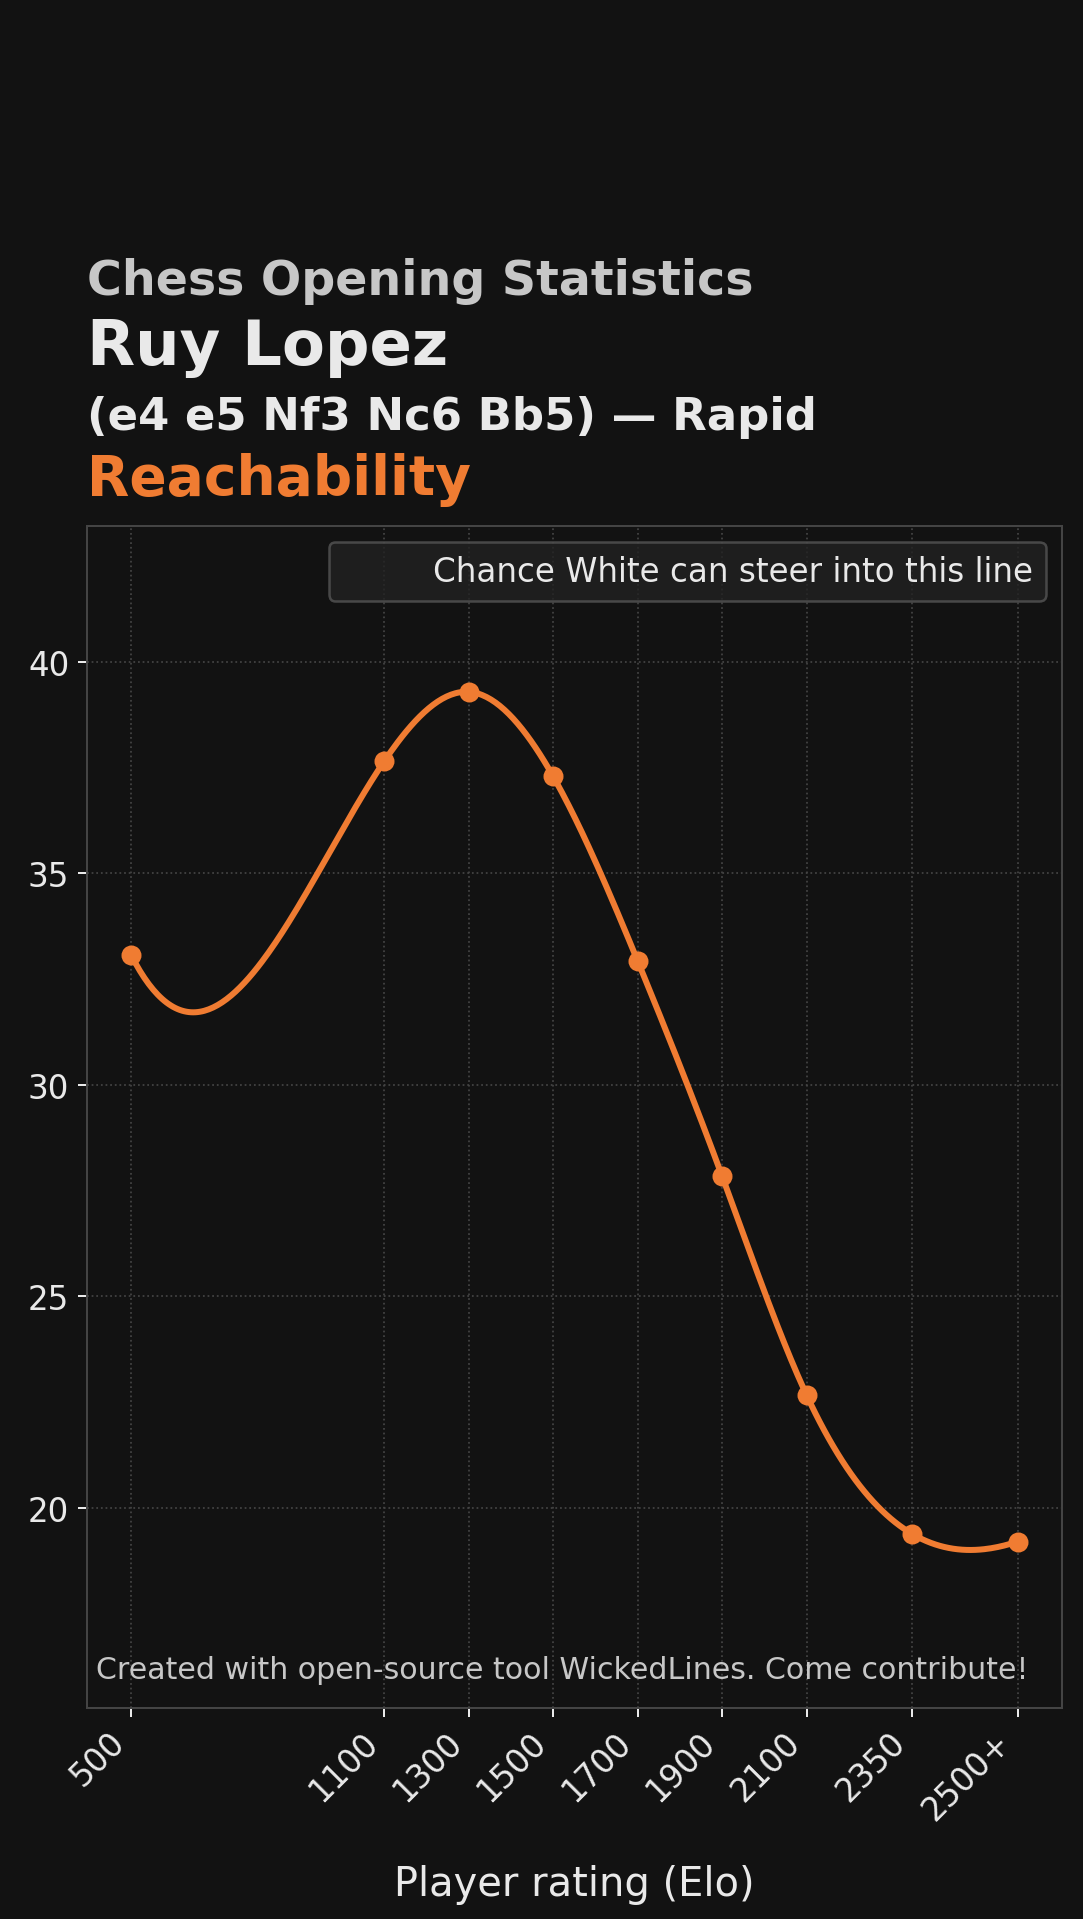 Chess Opening Statistics
Ruy Lopez
(e4 e5 Nf3 Nc6 Bb5) — Rapid
Reachability
Chance White can steer into this line
40
35
30
25
20
Created with open-source tool WickedLines. Come contribute!
500
1100
1300
1500
1700
1900
2100
2350
2500+
Player rating (Elo)